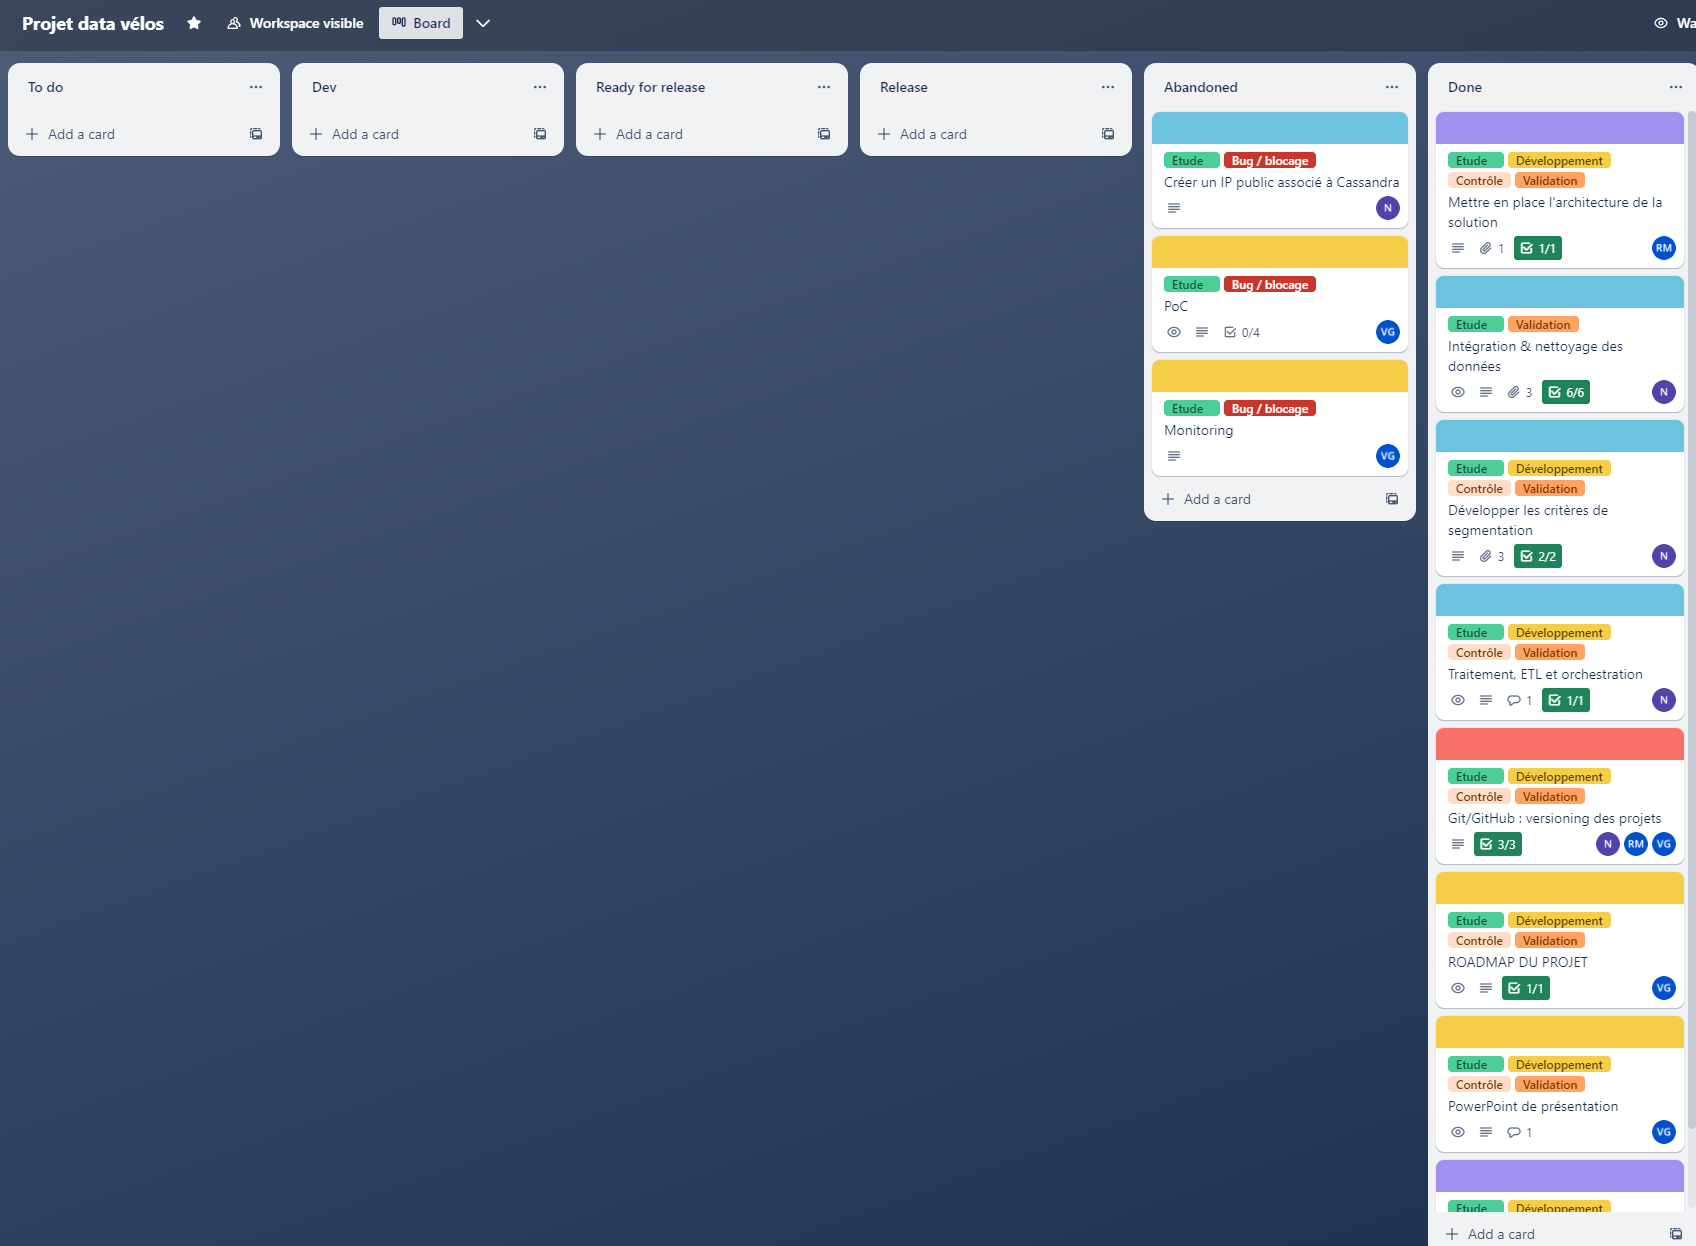 Projet data vélos
Workspace visible
Board
To do
Add a card
Dev
Add a card
Ready for release
Add a card
Release
Add a card
Abandoned
Etude Bug / blocage
Créer un IP public associé à Cassandra
N
Etude Bug / blocage
PoC
0/4
VG
Etude Bug / blocage
Monitoring
VG
Add a card
Done
Etude Développement
Contrôle Validation
Mettre en place l'architecture de la
solution
1 1/1 RM
Etude Validation
Intégration & nettoyage des
données
3 6/6 N
Etude Développement
Contrôle Validation
Développer les critères de
segmentation
3 2/2 N
Etude Développement
Contrôle Validation
Traitement, ETL et orchestration
1 1/1 N
Etude Développement
Contrôle Validation
Git/GitHub : versioning des projets
3/3 N RM VG
Etude Développement
Contrôle Validation
ROADMAP DU PROJET
1/1 VG
Etude Développement
Contrôle Validation
PowerPoint de présentation
1 VG
Etude Développement
Add a card